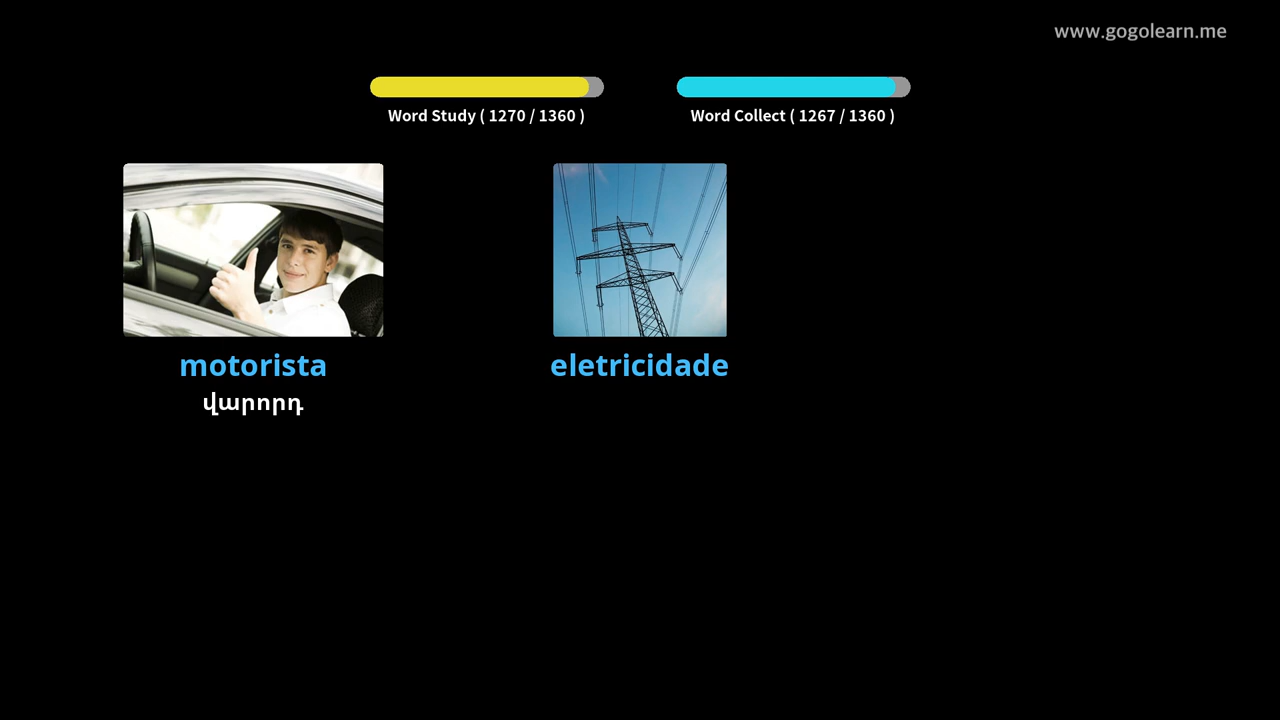 www.gogolearn.me
Word Study ( 1270 / 1360 )
Word Collect ( 1267 / 1360 )
motorista
վարորդ
eletricidade